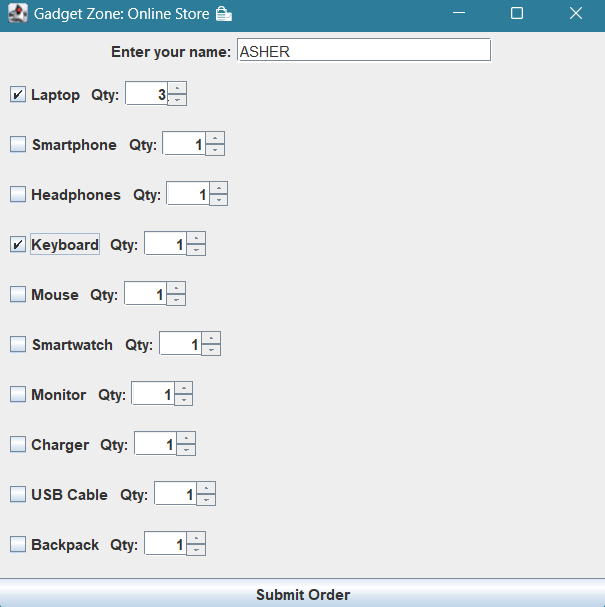 Gadget Zone: Online Store
Enter your name: ASHER
Laptop Qty: 3
Smartphone Qty: 1
Headphones Qty: 1
Keyboard Qty: 1
Mouse Qty: 1
Smartwatch Qty: 1
Monitor Qty: 1
Charger Qty: 1
USB Cable Qty: 1
Backpack Qty: 1
Submit Order